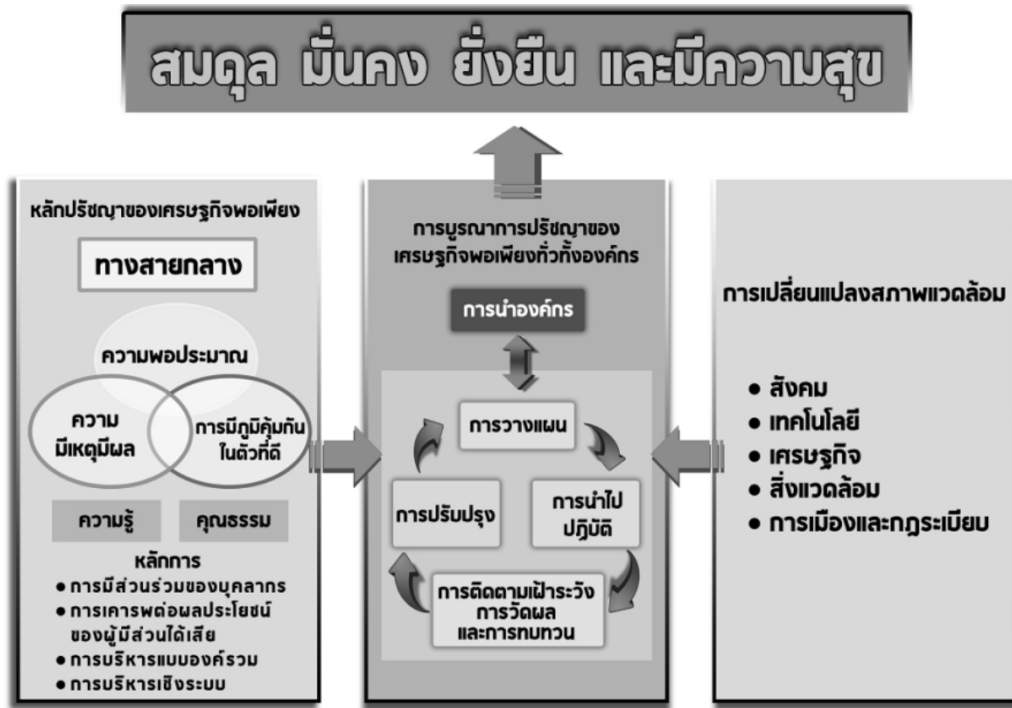 สมดุล มั่นคง ยั่งยืน และมีความสุข
หลักปรัชญาของเศรษฐกิจพอเพียง
ทางสายกลาง
ความพอประมาณ
ความ
มีเหตุมีผล
การมีภูมิคุ้มกัน
ในตัวที่ดี
ความรู้
คุณธรรม
หลักการ
● การมีส่วนร่วมของบุคลากร
● การเคารพต่อผลประโยชน์
ของผู้มีส่วนได้เสีย
● การบริหารแบบองค์รวม
● การบริหารเชิงระบบ
การบูรณาการปรัชญาของ
เศรษฐกิจพอเพียงทั่วทั้งองค์กร
การนำองค์กร
การวางแผน
การนำไป
ปฏิบัติ
การติดตามเฝ้าระวัง
การวัดผล
และการทบทวน
การปรับปรุง
การเปลี่ยนแปลงสภาพแวดล้อม
● สังคม
● เทคโนโลยี
● เศรษฐกิจ
● สิ่งแวดล้อม
● การเมืองและกฎระเบียบ